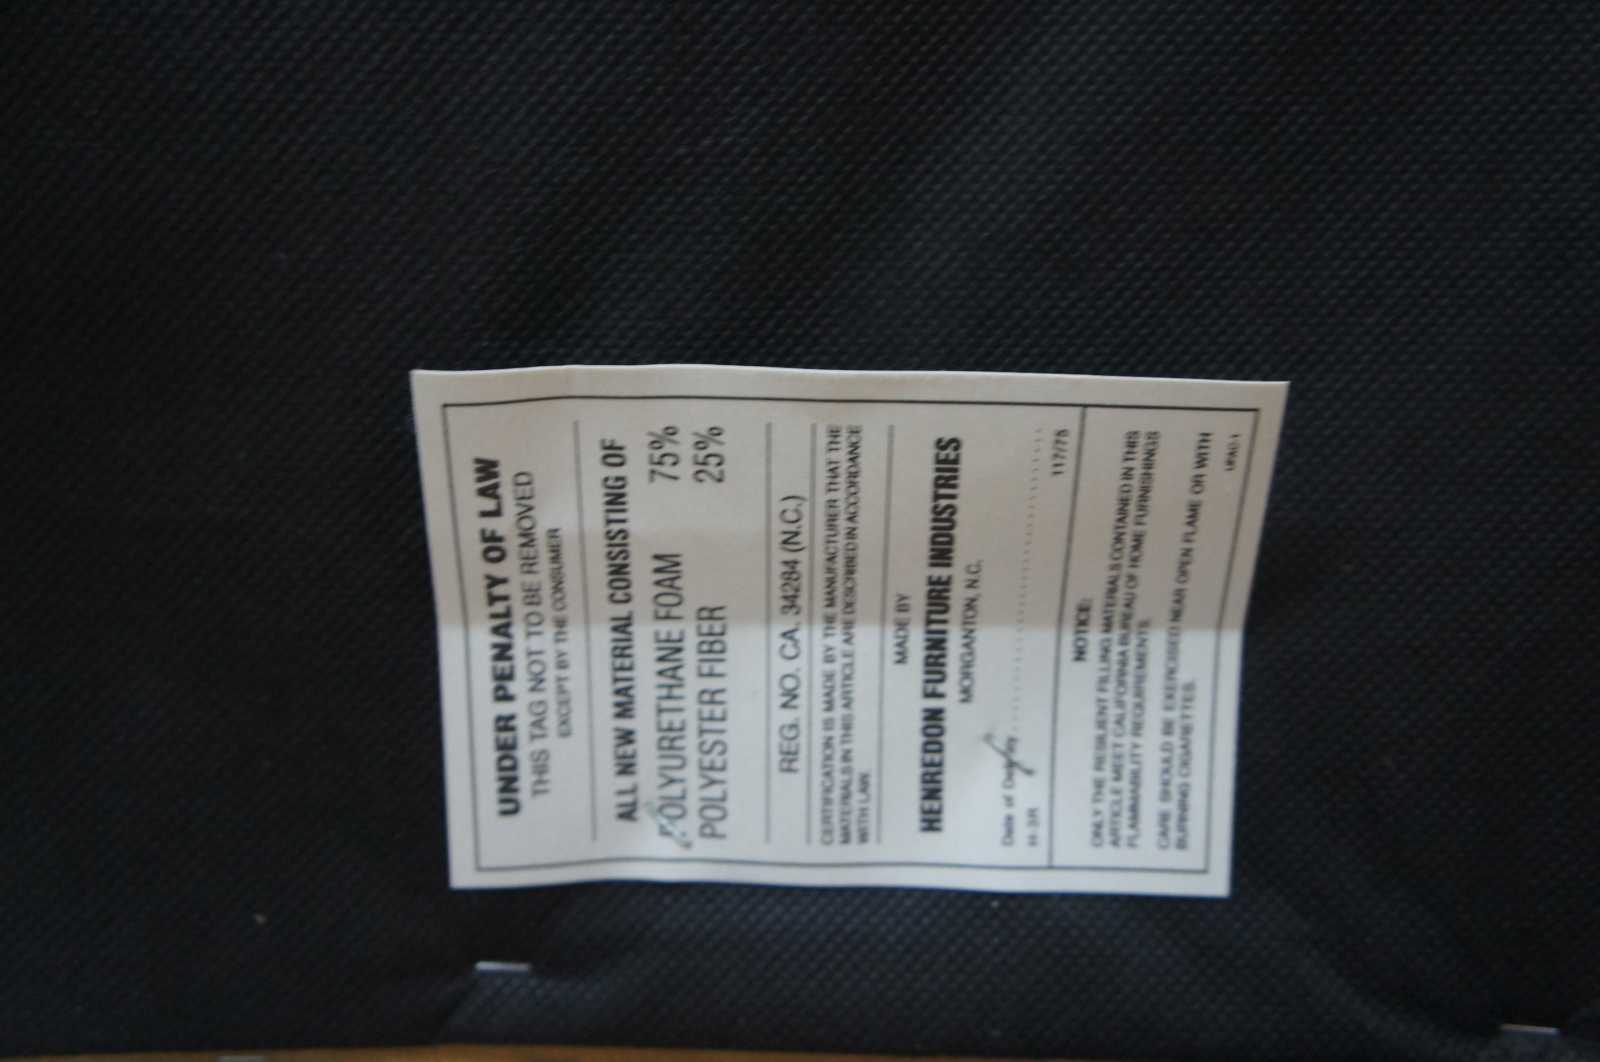 UNDER PENALTY OF LAW
THIS TAG NOT TO BE REMOVED
EXCEPT BY THE CONSUMER
ALL NEW MATERIAL CONSISTING OF
POLYURETHANE FOAM 75%
POLYESTER FIBER 25%
REG. NO. CA. 34284 (N.C.)
CERTIFICATION IS MADE BY THE MANUFACTURER THAT THE
MATERIALS IN THIS ARTICLE ARE DESCRIBED IN ACCORDANCE
WITH LAW.
MADE BY
HENREDON FURNITURE INDUSTRIES
MORGANTON, N.C.
Date of Delivery
H-3R 117/75
NOTICE:
ONLY THE RESILIENT FILLING MATERIALS CONTAINED IN THIS
ARTICLE MEET CALIFORNIA BUREAU OF HOME FURNISHINGS
FLAMMABILITY REQUIREMENTS.
CARE SHOULD BE EXERCISED NEAR OPEN FLAME OR WITH
BURNING CIGARETTES.